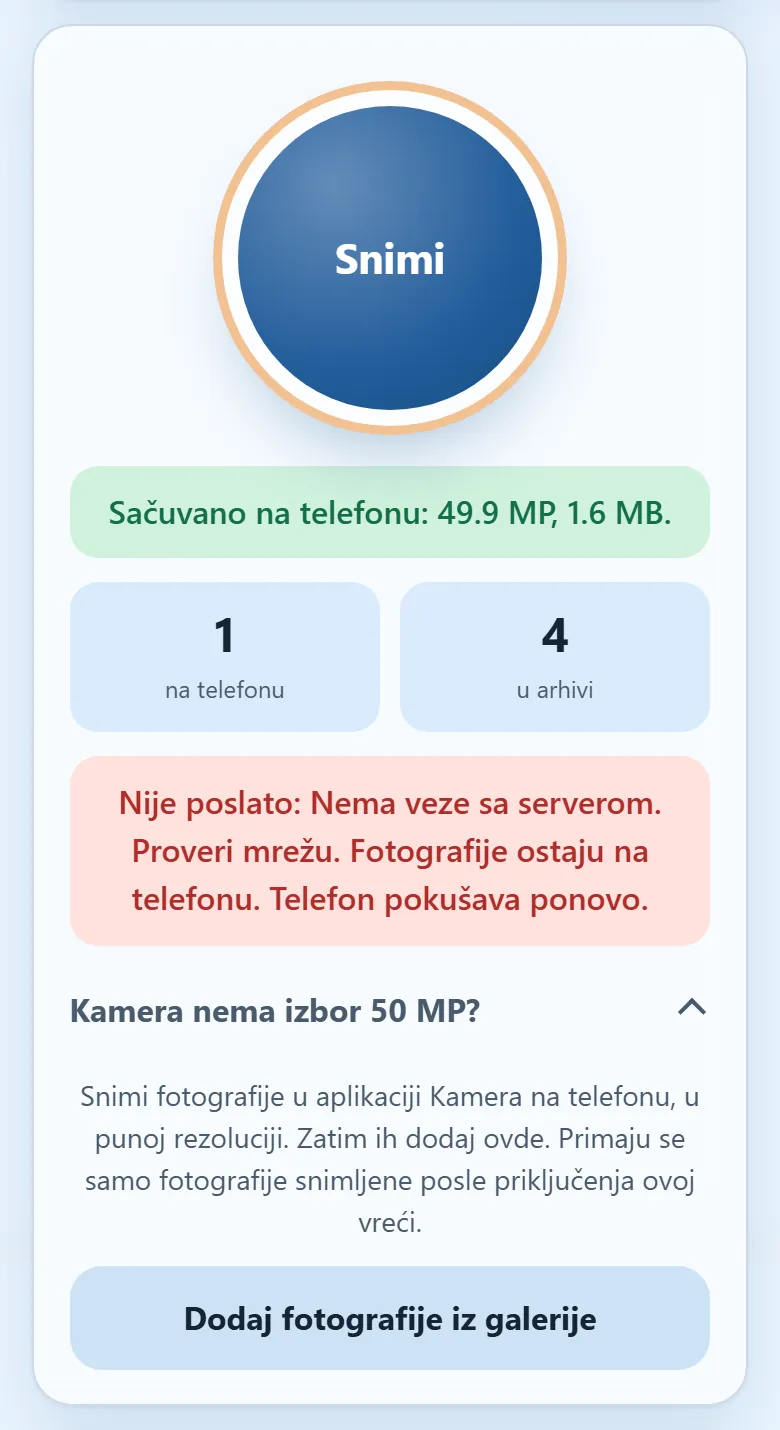 Snimi
Sačuvano na telefonu: 49.9 MP, 1.6 MB.
1
na telefonu
4
u arhivi
Nije poslato: Nema veze sa serverom.
Proveri mrežu. Fotografije ostaju na
telefonu. Telefon pokušava ponovo.
Kamera nema izbor 50 MP?
Snimi fotografije u aplikaciji Kamera na telefonu, u
punoj rezoluciji. Zatim ih dodaj ovde. Primaju se
samo fotografije snimljene posle priključenja ovoj
vreći.
Dodaj fotografije iz galerije